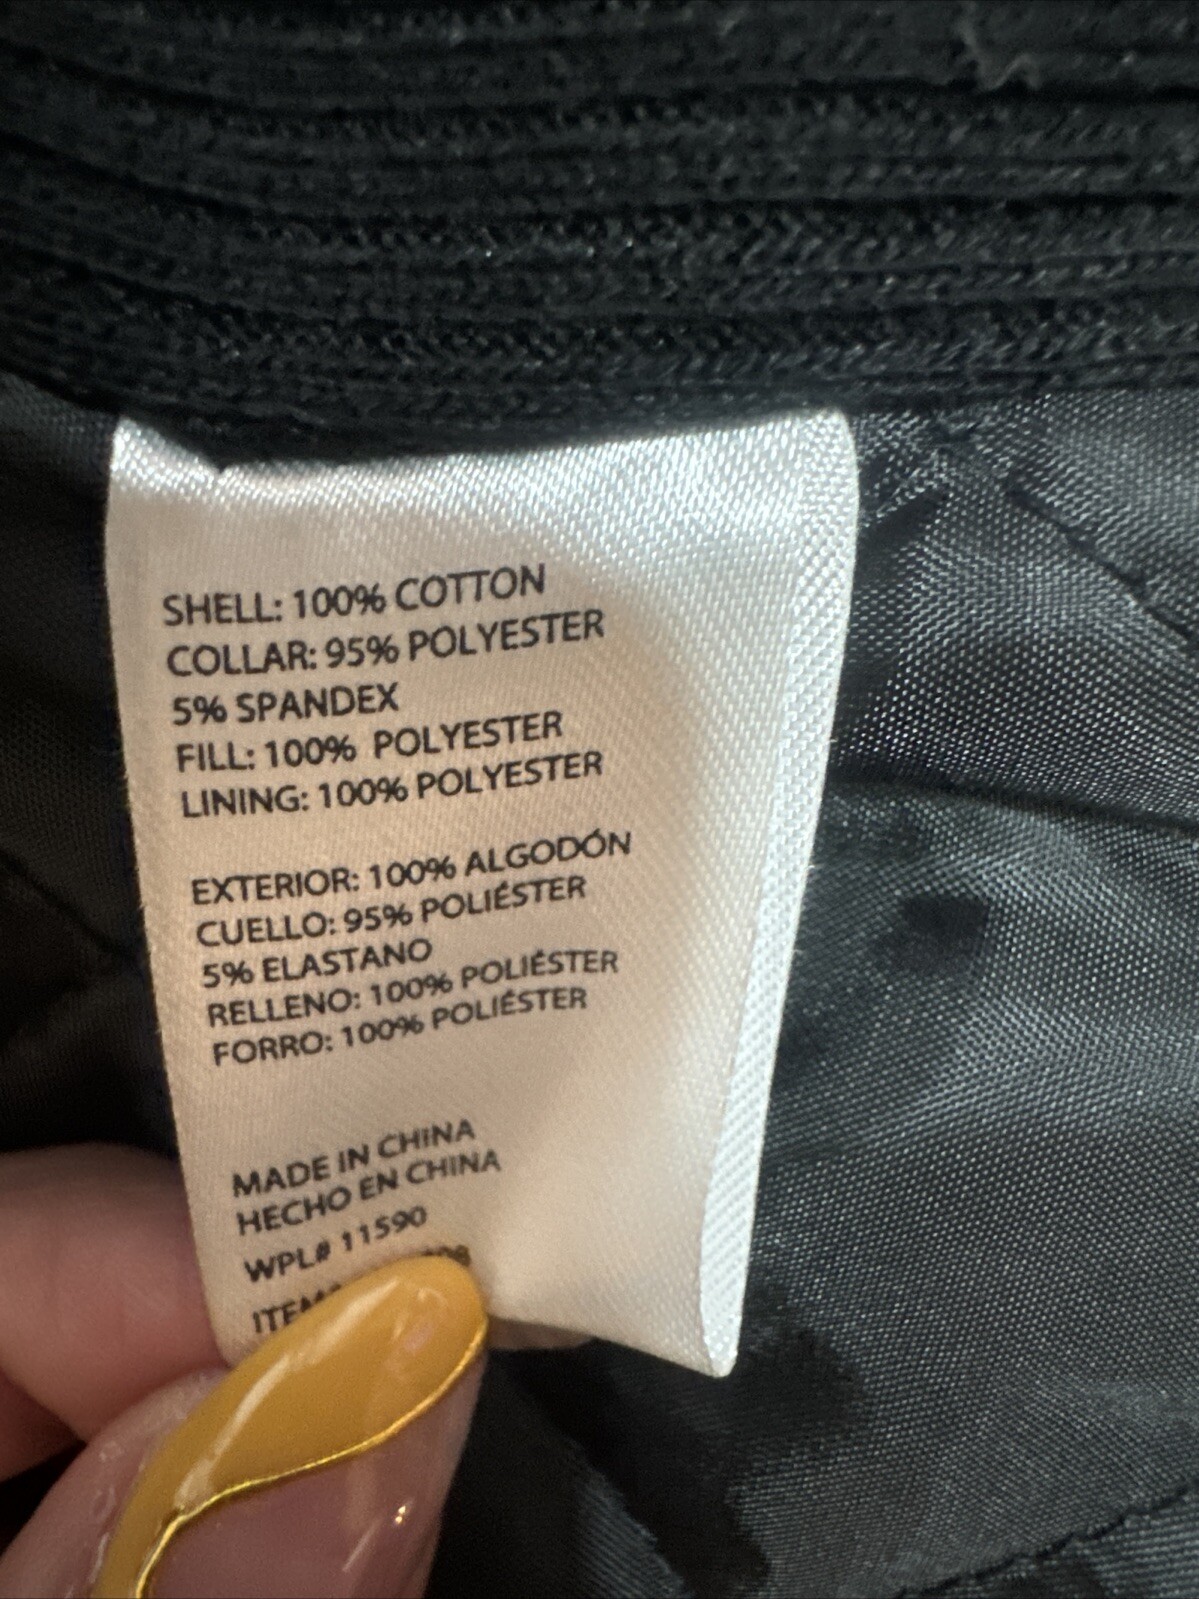 SHELL: 100% COTTON
COLLAR: 95% POLYESTER
5% SPANDEX
FILL: 100% POLYESTER
LINING: 100% POLYESTER
EXTERIOR: 100% ALGODÓN
CUELLO: 95% POLIÉSTER
5% ELASTANO
RELLENO: 100% POLIÉSTER
FORRO: 100% POLIÉSTER
MADE IN CHINA
HECHO EN CHINA
WPL# 11590